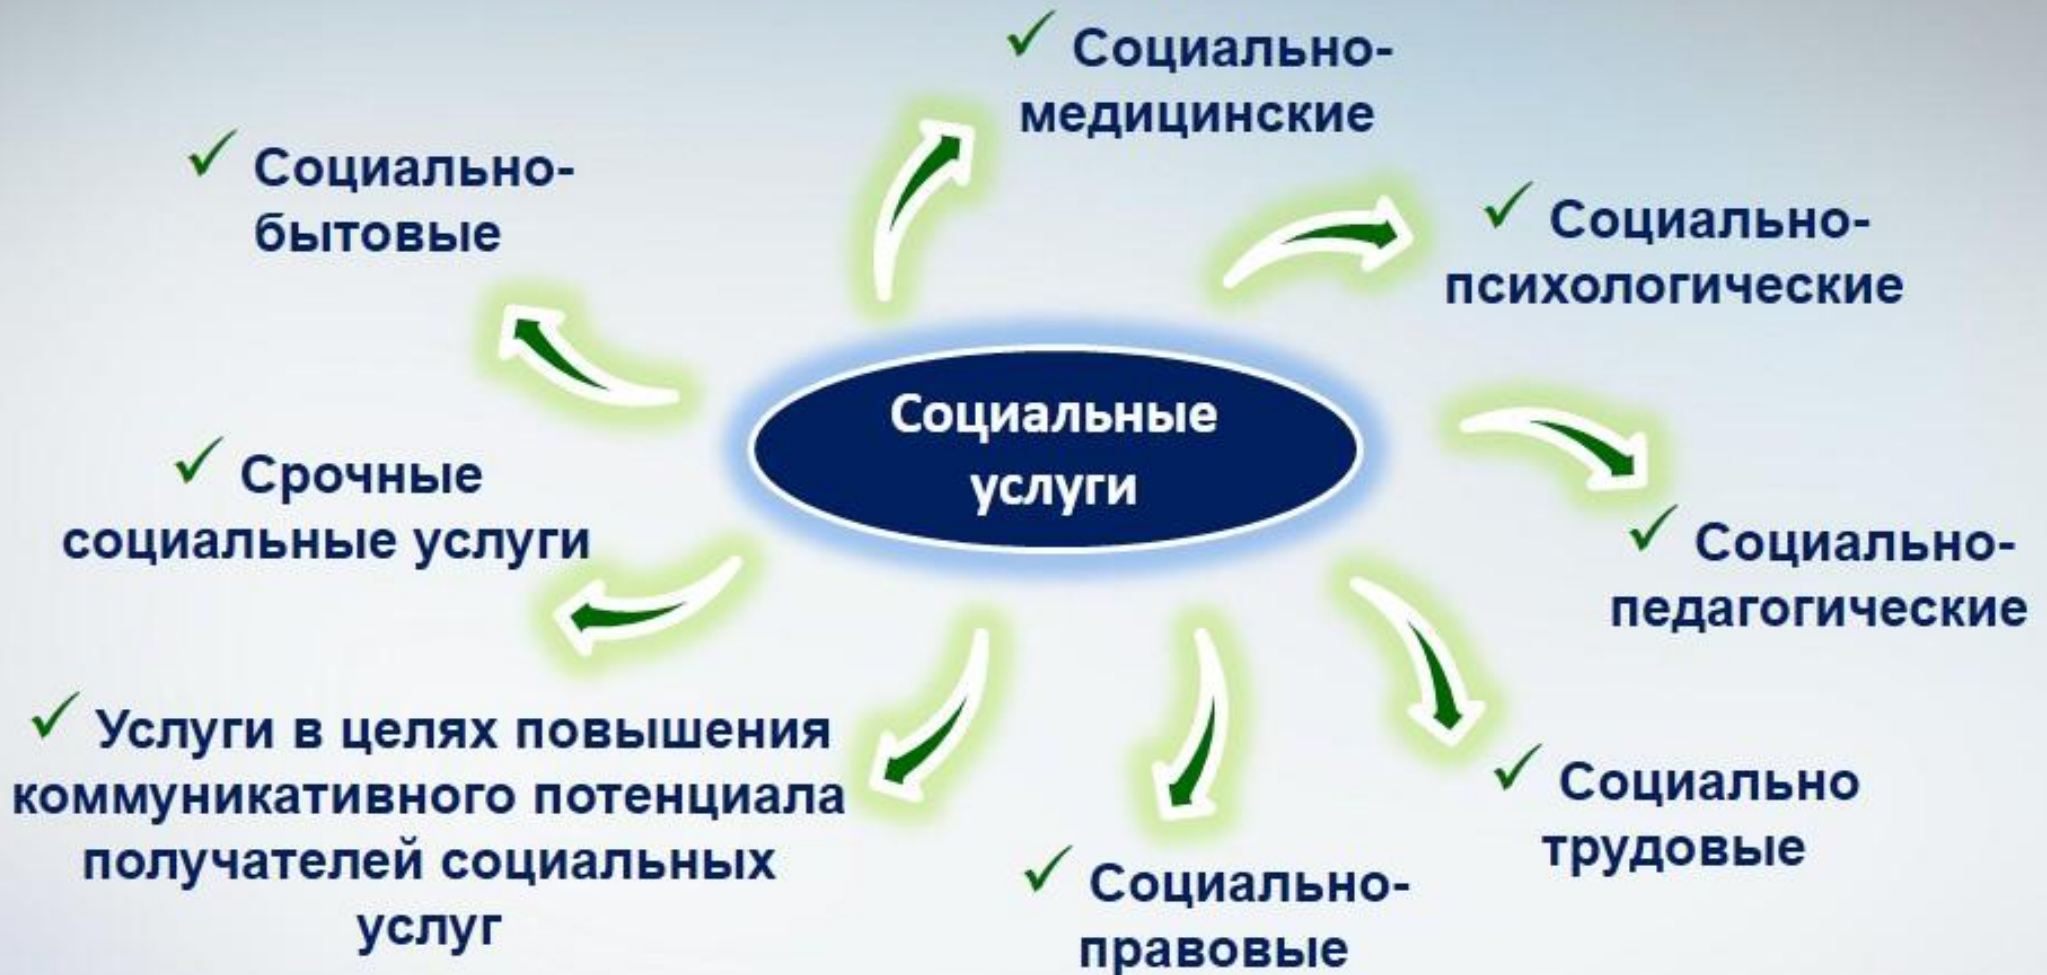 Социально-
медицинские
Социально-
бытовые
Социально-
психологические
Социальные
услуги
Срочные
социальные услуги
Социально-
педагогические
Услуги в целях повышения
коммуникативного потенциала
получателей социальных
услуг
Социально
трудовые
Социально-
правовые